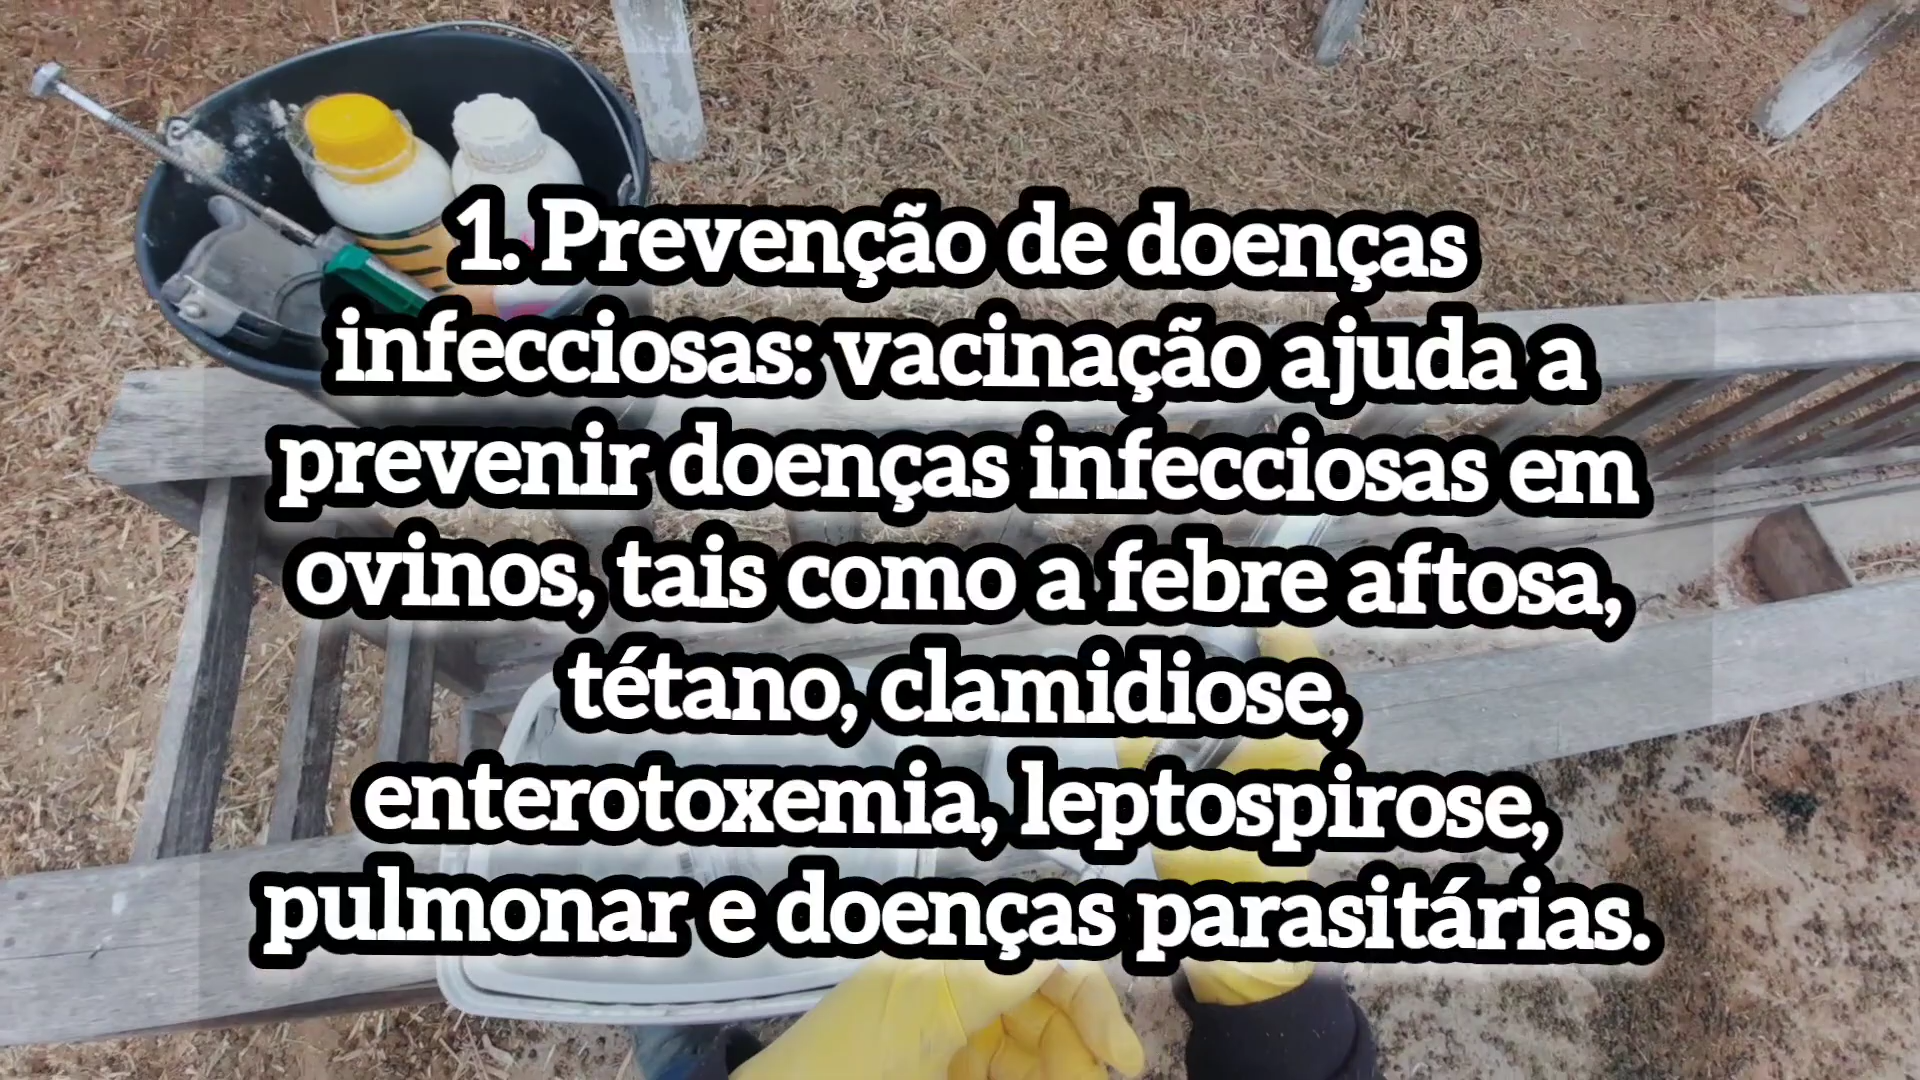 1. Prevenção de doenças
infecciosas: vacinação ajuda a
prevenir doenças infecciosas em
ovinos, tais como a febre aftosa,
tétano, clamidiose,
enterotoxemia, leptospirose,
pulmonar e doenças parasitárias.